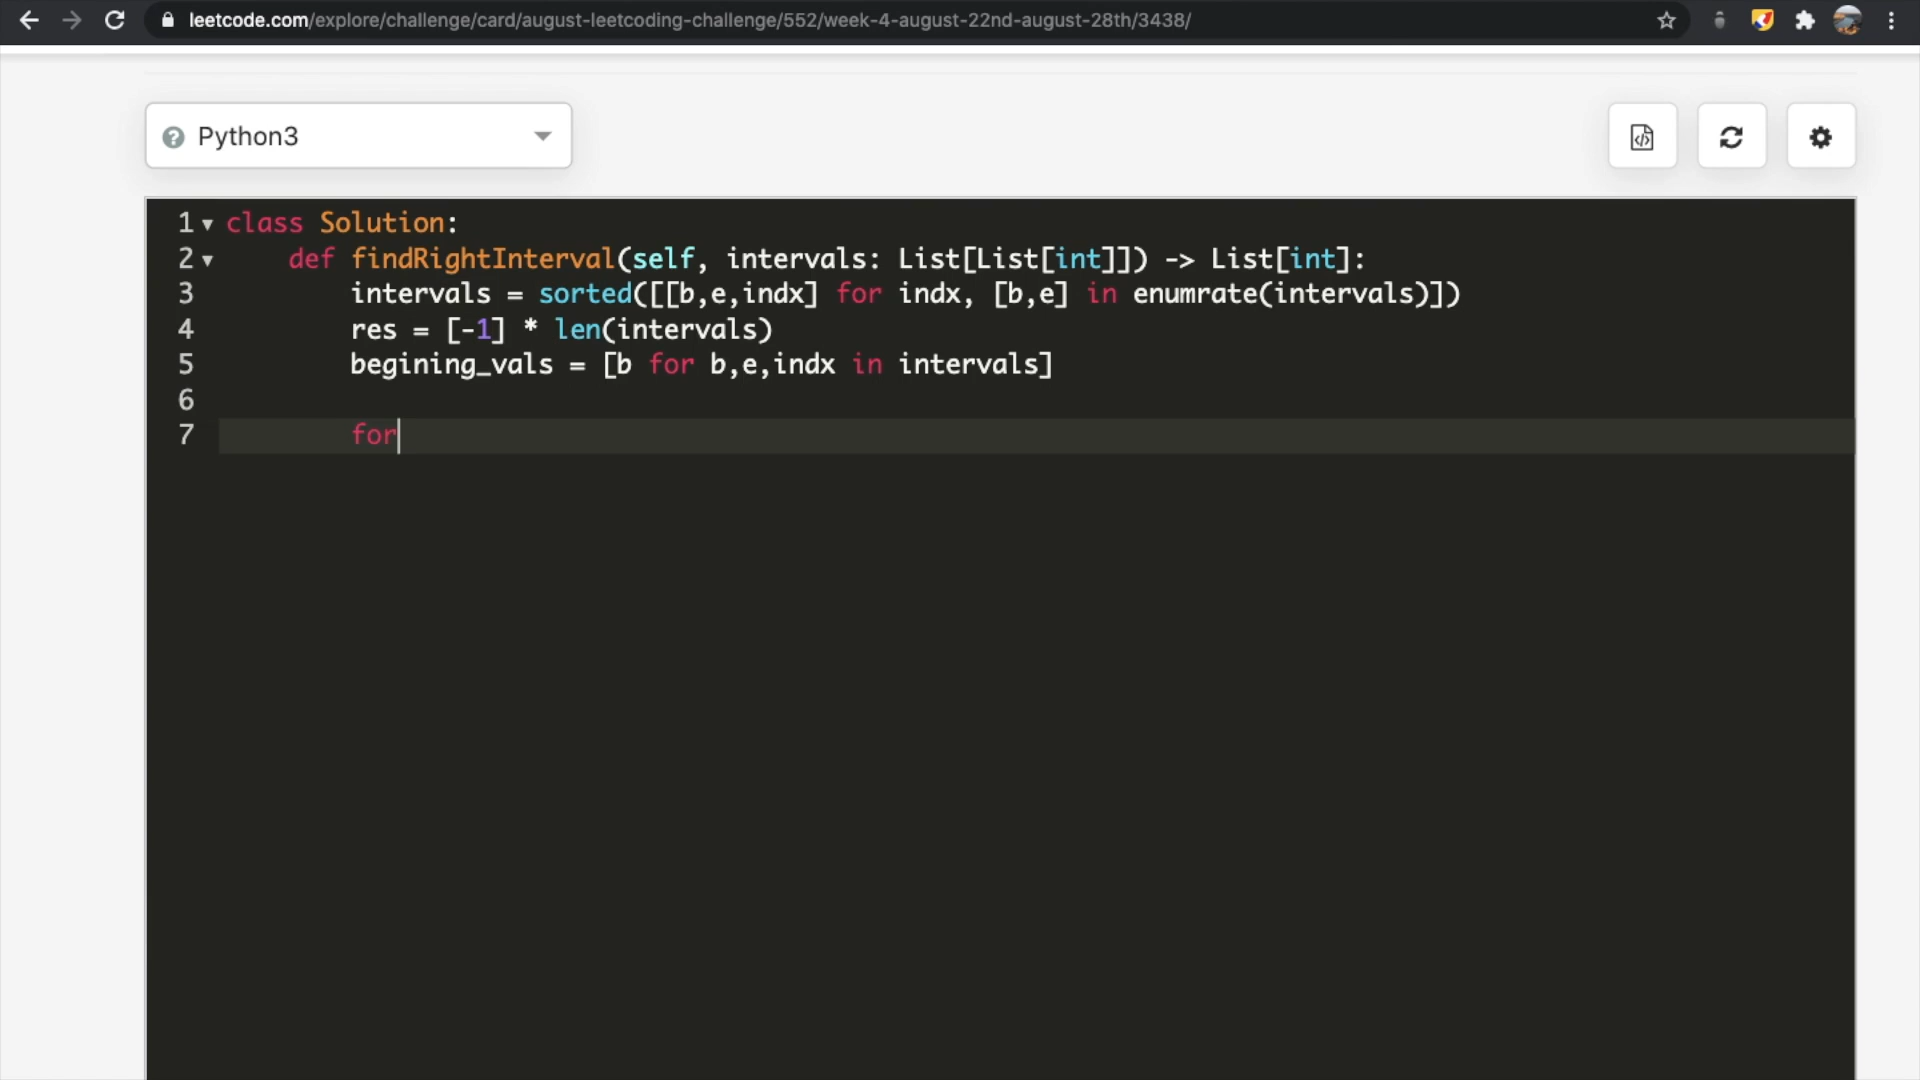 leetcode.com/explore/challenge/card/august-leetcoding-challenge/552/week-4-august-22nd-august-28th/3438/
Python3
1 class Solution:
2     def findRightInterval(self, intervals: List[List[int]]) -> List[int]:
3         intervals = sorted([[b,e,indx] for indx, [b,e] in enumrate(intervals)])
4         res = [-1] * len(intervals)
5         begining_vals = [b for b,e,indx in intervals]
6
7         for